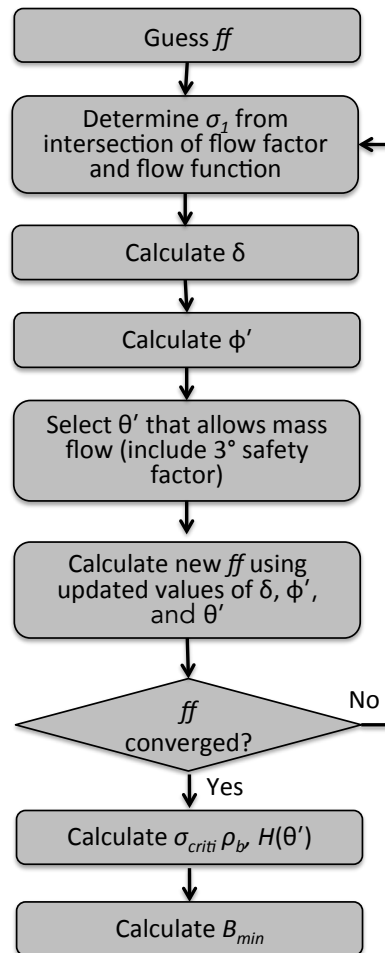 Guess ff
Determine σ1 from
intersection of flow factor
and flow function
Calculate δ
Calculate ϕ′
Select θ′ that allows mass
flow (include 3° safety
factor)
Calculate new ff using
updated values of δ, ϕ′,
and θ′
ff
converged?
No
Yes
Calculate σcriti ρb, H(θ′)
Calculate Bmin